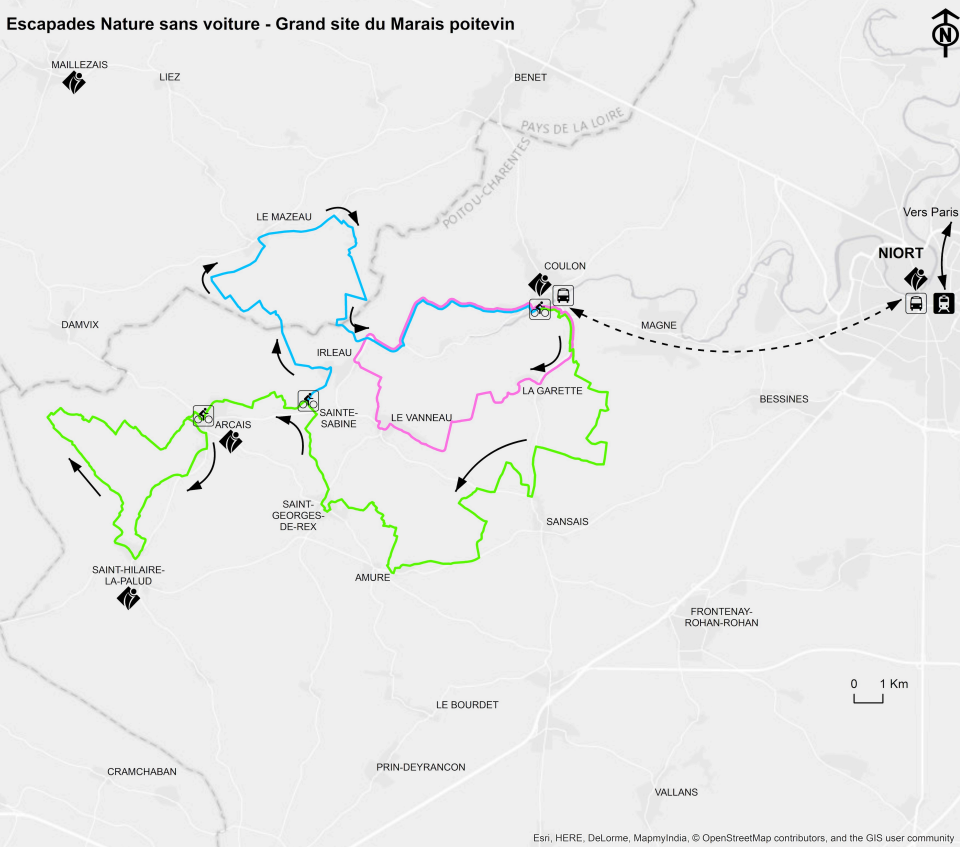 Escapades Nature sans voiture - Grand site du Marais poitevin
N
MAILLEZAIS
LIEZ
BENET
PAYS DE LA LOIRE
POITOU-CHARENTES
LE MAZEAU
Vers Paris
NIORT
COULON
DAMVIX
MAGNE
IRLEAU
LA GARETTE
BESSINES
SAINTE-
SABINE
LE VANNEAU
ARCAIS
SAINT-
GEORGES-
DE-REX
SANSAIS
SAINT-HILAIRE-
LA-PALUD
AMURE
FRONTENAY-
ROHAN-ROHAN
0 1 Km
LE BOURDET
CRAMCHABAN
PRIN-DEYRANCON
VALLANS
Esri, HERE, DeLorme, MapmyIndia, © OpenStreetMap contributors, and the GIS user community